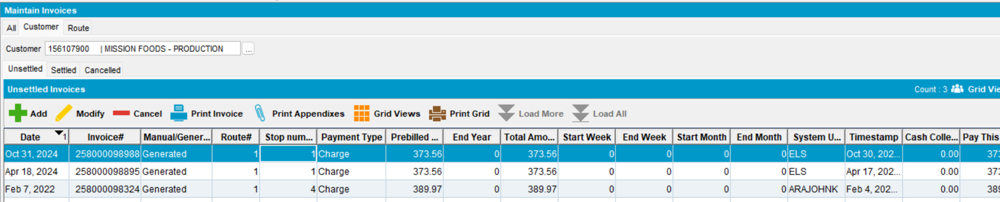 Maintain Invoices
All Customer Route
Customer 156107900 | MISSION FOODS - PRODUCTION ...
Unsettled Settled Cancelled
Unsettled Invoices Count : 3 Grid Vie
Add Modify Cancel Print Invoice Print Appendixes Grid Views Print Grid Load More Load All
Date 1 Invoice# Manual/Gener... Route# Stop num... Payment Type Prebilled ... End Year Total Amo... Start Week End Week Start Month End Month System U... Timestamp Cash Colle... Pay This
Oct 31, 2024 258000098988 Generated 1 1 Charge 373.56 0 373.56 0 0 0 0 ELS Oct 30, 202... 0.00 373
Apr 18, 2024 258000098895 Generated 1 1 Charge 373.56 0 373.56 0 0 0 0 ELS Apr 17, 202... 0.00 373
Feb 7, 2022 258000098324 Generated 1 4 Charge 389.97 0 389.97 0 0 0 0 ARAJOHNK Feb 4, 202... 0.00 389